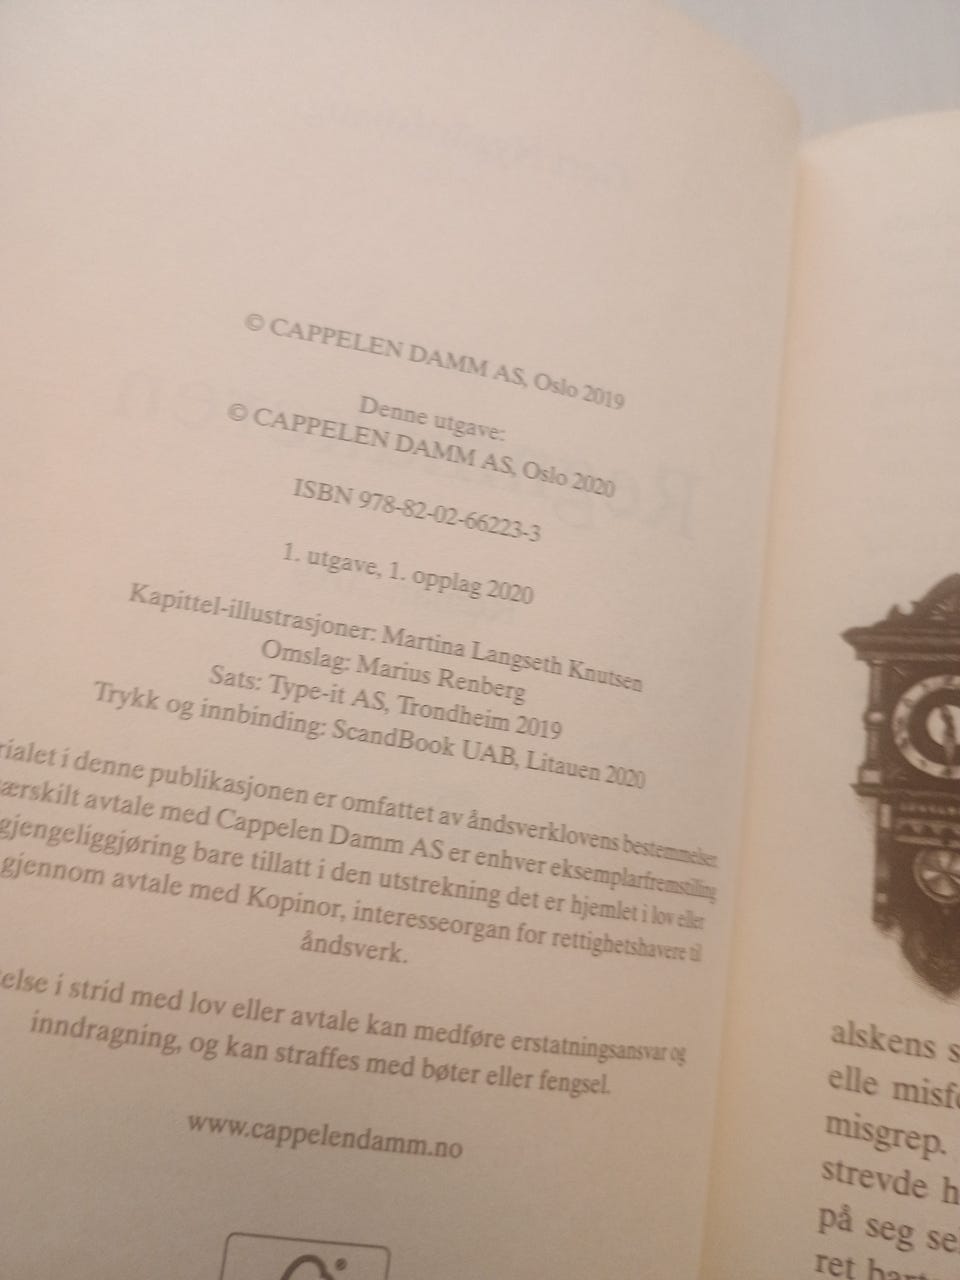 © CAPPELEN DAMM AS, Oslo 2019
Denne utgave:
© CAPPELEN DAMM AS, Oslo 2020
ISBN 978-82-02-66223-3
1. utgave, 1. opplag 2020
Kapittel-illustrasjoner: Martina Langseth Knutsen
Omslag: Marius Renberg
Sats: Type-it AS, Trondheim 2019
Trykk og innbinding: ScandBook UAB, Litauen 2020
rialet i denne publikasjonen er omfattet av åndsverklovens bestemmelser.
ærskilt avtale med Cappelen Damm AS er enhver eksemplarfremstilling
gjengeliggjøring bare tillatt i den utstrekning det er hjemlet i lov eller
gjennom avtale med Kopinor, interesseorgan for rettighetshavere til
åndsverk.
telse i strid med lov eller avtale kan medføre erstatningsansvar og
inndragning, og kan straffes med bøter eller fengsel.
www.cappelendamm.no
alskens s
elle misfo
misgrep.
strevde h
på seg se